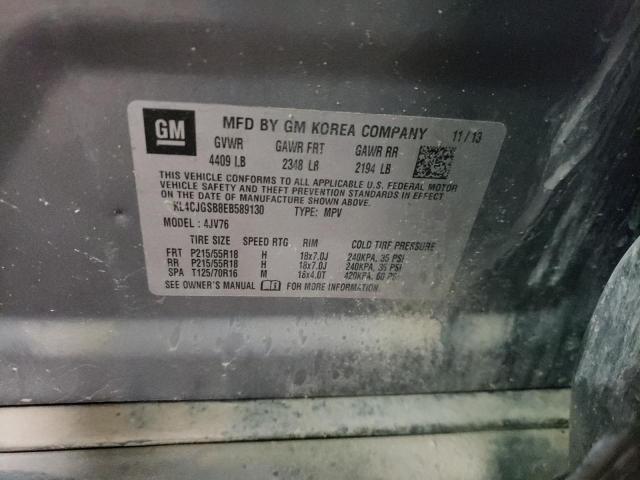 GM
MFD BY GM KOREA COMPANY 11/13
GVWR GAWR FRT GAWR RR
4409 LB 2348 LB 2194 LB
THIS VEHICLE CONFORMS TO ALL APPLICABLE U.S. FEDERAL MOTOR
VEHICLE SAFETY AND THEFT PREVENTION STANDARDS IN EFFECT
ON THE DATE OF MANUFACTURE SHOWN ABOVE.
KL4CJGSB8EB589130 TYPE: MPV
MODEL: 4JV76
TIRE SIZE SPEED RTG RIM COLD TIRE PRESSURE
FRT P215/55R18 H 18x7.0J 240KPA, 35 PSI
RR P215/55R18 H 18x7.0J 240KPA, 35 PSI
SPA T125/70R16 M 16x4.0T 420KPA, 60 PSI
SEE OWNER'S MANUAL FOR MORE INFORMATION